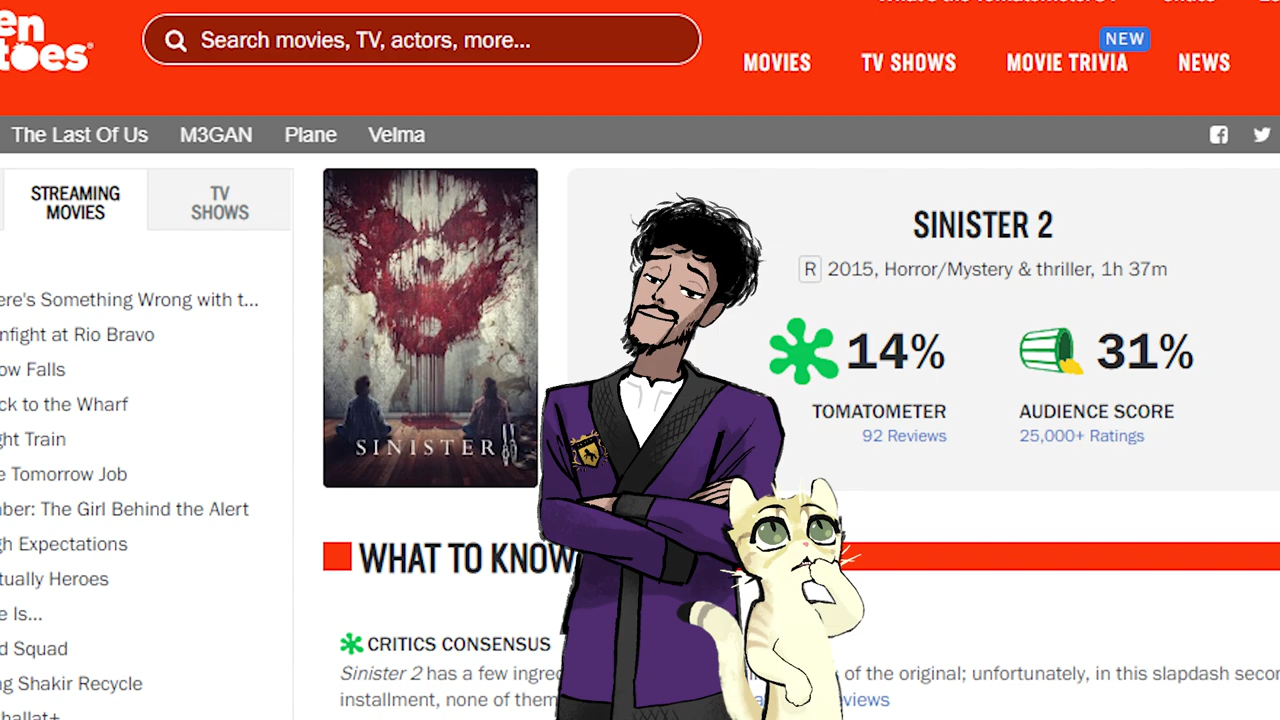 en
toes
Search movies, TV, actors, more...
NEW
MOVIES
TV SHOWS
MOVIE TRIVIA
NEWS
The Last Of Us
M3GAN
Plane
Velma
STREAMING
MOVIES
TV
SHOWS
ere's Something Wrong with t...
nfight at Rio Bravo
ow Falls
ck to the Wharf
ght Train
e Tomorrow Job
ber: The Girl Behind the Alert
gh Expectations
tually Heroes
e Is...
d Squad
ng Shakir Recycle
hallat+
SINISTER II
SINISTER 2
R 2015, Horror/Mystery & thriller, 1h 37m
14%
TOMATOMETER
92 Reviews
31%
AUDIENCE SCORE
25,000+ Ratings
WHAT TO KNOW
CRITICS CONSENSUS
Sinister 2 has a few ingre of the original; unfortunately, in this slapdash secon
installment, none of them views